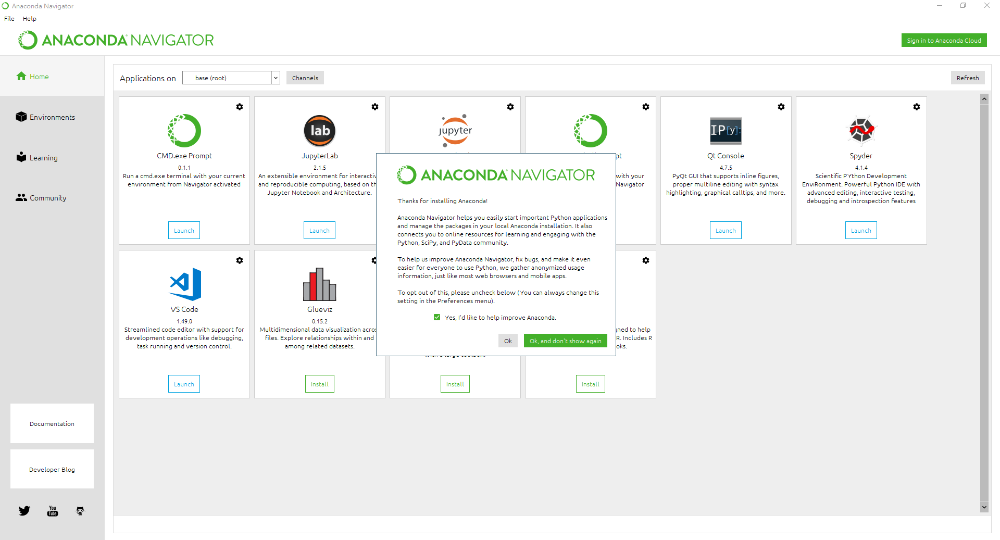 Anaconda Navigator
File Help
ANACONDA NAVIGATOR
Sign in to Anaconda Cloud
Home
Environments
Learning
Community
Documentation
Developer Blog
You
Tube
Applications on
base (root)
Channels
Refresh
CMD.exe Prompt
0.1.1
Run a cmd.exe terminal with your current
environment from Navigator activated
Launch
lab
JupyterLab
2.1.5
An extensible environment for interactiv
and reproducible computing, based on th
Jupyter Notebook and Architecture.
Launch
jupyter
pt
with your
Navigator
IP[y]:
Qt Console
4.7.5
PyQt GUI that supports inline figures,
proper multiline editing with syntax
highlighting, graphical calltips, and more.
Launch
Spyder
4.1.4
Scientific PYthon Development
EnviRonment. Powerful Python IDE with
advanced editing, interactive testing,
debugging and introspection features
Launch
VS Code
1.49.0
Streamlined code editor with support for
development operations like debugging,
task running and version control.
Launch
Glueviz
0.15.2
Multidimensional data visualization acros
files. Explore relationships within and
among related datasets.
Install
Install
ned to help
R. Includes R
oks.
Install
ANACONDA NAVIGATOR
Thanks for installing Anaconda!
Anaconda Navigator helps you easily start important Python applications
and manage the packages in your local Anaconda installation. It also
connects you to online resources for learning and engaging with the
Python, SciPy, and PyData community.
To help us improve Anaconda Navigator, fix bugs, and make it even
easier for everyone to use Python, we gather anonymized usage
information, just like most web browsers and mobile apps.
To opt out of this, please uncheck below (You can always change this
setting in the Preferences menu).
Yes, I'd like to help improve Anaconda.
Ok
Ok, and don't show again